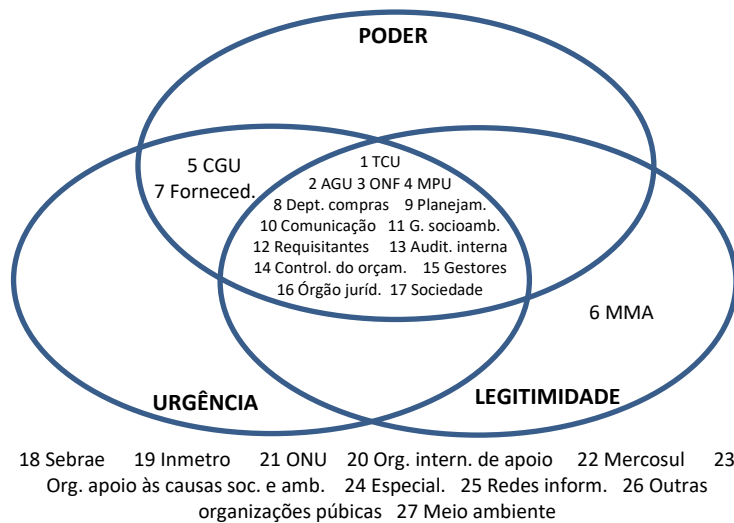 PODER
5 CGU
7 Forneced.
1 TCU
2 AGU 3 ONF 4 MPU
8 Dept. compras 9 Planejam.
10 Comunicação 11 G. socioamb.
12 Requisitantes 13 Audit. interna
14 Control. do orçam. 15 Gestores
16 Órgão juríd. 17 Sociedade
6 MMA
URGÊNCIA
LEGITIMIDADE
18 Sebrae 19 Inmetro 21 ONU 20 Org. intern. de apoio 22 Mercosul 23
Org. apoio às causas soc. e amb. 24 Especial. 25 Redes inform. 26 Outras
organizações púbicas 27 Meio ambiente